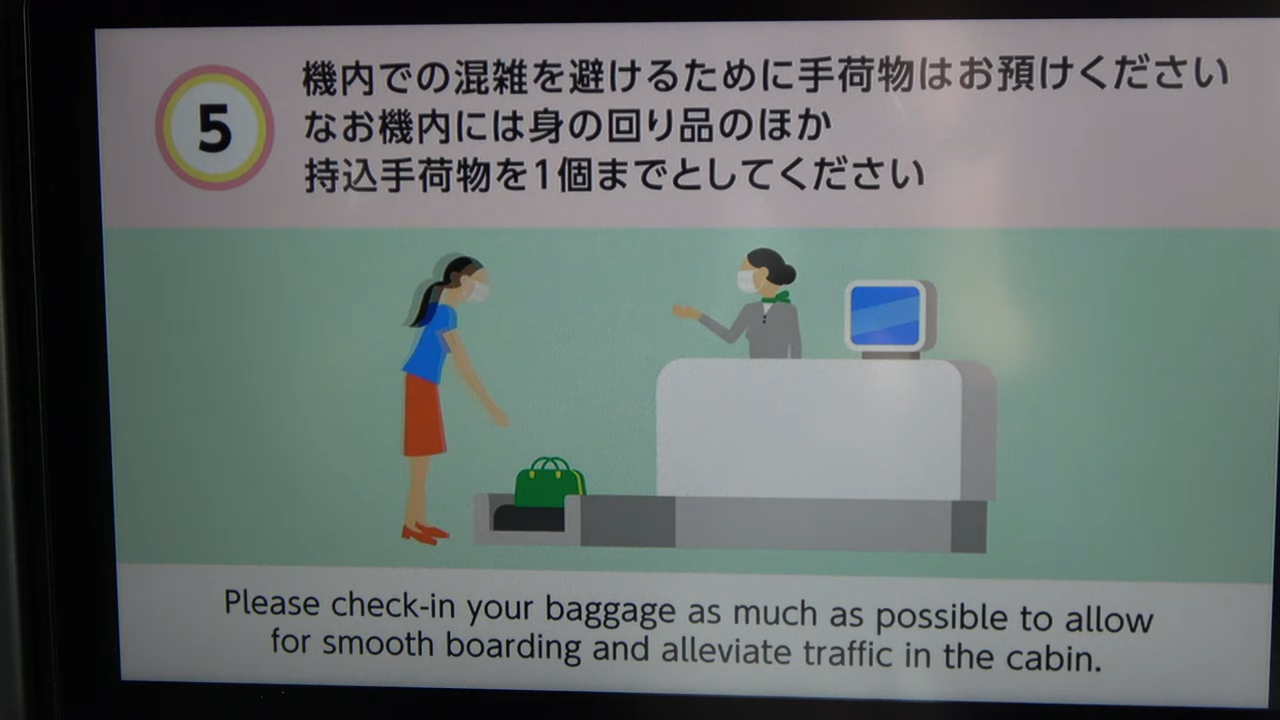 5
機内での混雑を避けるために手荷物はお預けください
なお機内には身の回り品のほか
持込手荷物を1個までとしてください
Please check-in your baggage as much as possible to allow
for smooth boarding and alleviate traffic in the cabin.